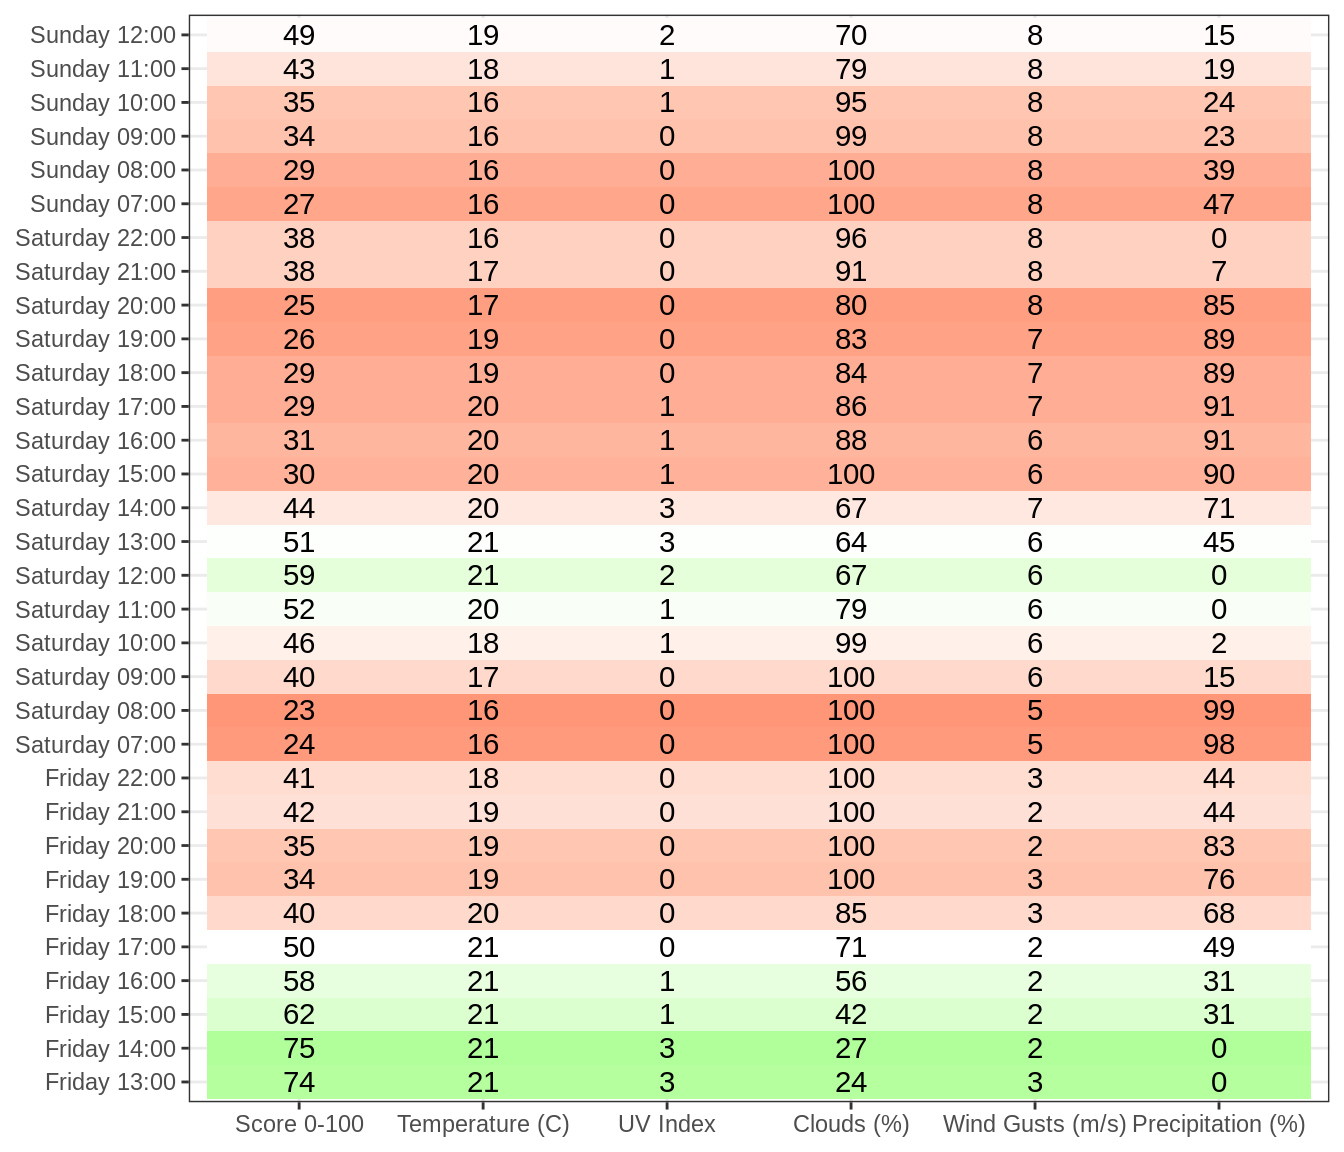 Sunday 12:00 49 19 2 70 8 15
Sunday 11:00 43 18 1 79 8 19
Sunday 10:00 35 16 1 95 8 24
Sunday 09:00 34 16 0 99 8 23
Sunday 08:00 29 16 0 100 8 39
Sunday 07:00 27 16 0 100 8 47
Saturday 22:00 38 16 0 96 8 0
Saturday 21:00 38 17 0 91 8 7
Saturday 20:00 25 17 0 80 8 85
Saturday 19:00 26 19 0 83 7 89
Saturday 18:00 29 19 0 84 7 89
Saturday 17:00 29 20 1 86 7 91
Saturday 16:00 31 20 1 88 6 91
Saturday 15:00 30 20 1 100 6 90
Saturday 14:00 44 20 3 67 7 71
Saturday 13:00 51 21 3 64 6 45
Saturday 12:00 59 21 2 67 6 0
Saturday 11:00 52 20 1 79 6 0
Saturday 10:00 46 18 1 99 6 2
Saturday 09:00 40 17 0 100 6 15
Saturday 08:00 23 16 0 100 5 99
Saturday 07:00 24 16 0 100 5 98
Friday 22:00 41 18 0 100 3 44
Friday 21:00 42 19 0 100 2 44
Friday 20:00 35 19 0 100 2 83
Friday 19:00 34 19 0 100 3 76
Friday 18:00 40 20 0 85 3 68
Friday 17:00 50 21 0 71 2 49
Friday 16:00 58 21 1 56 2 31
Friday 15:00 62 21 1 42 2 31
Friday 14:00 75 21 3 27 2 0
Friday 13:00 74 21 3 24 3 0
Score 0-100 Temperature (C) UV Index Clouds (%) Wind Gusts (m/s) Precipitation (%)